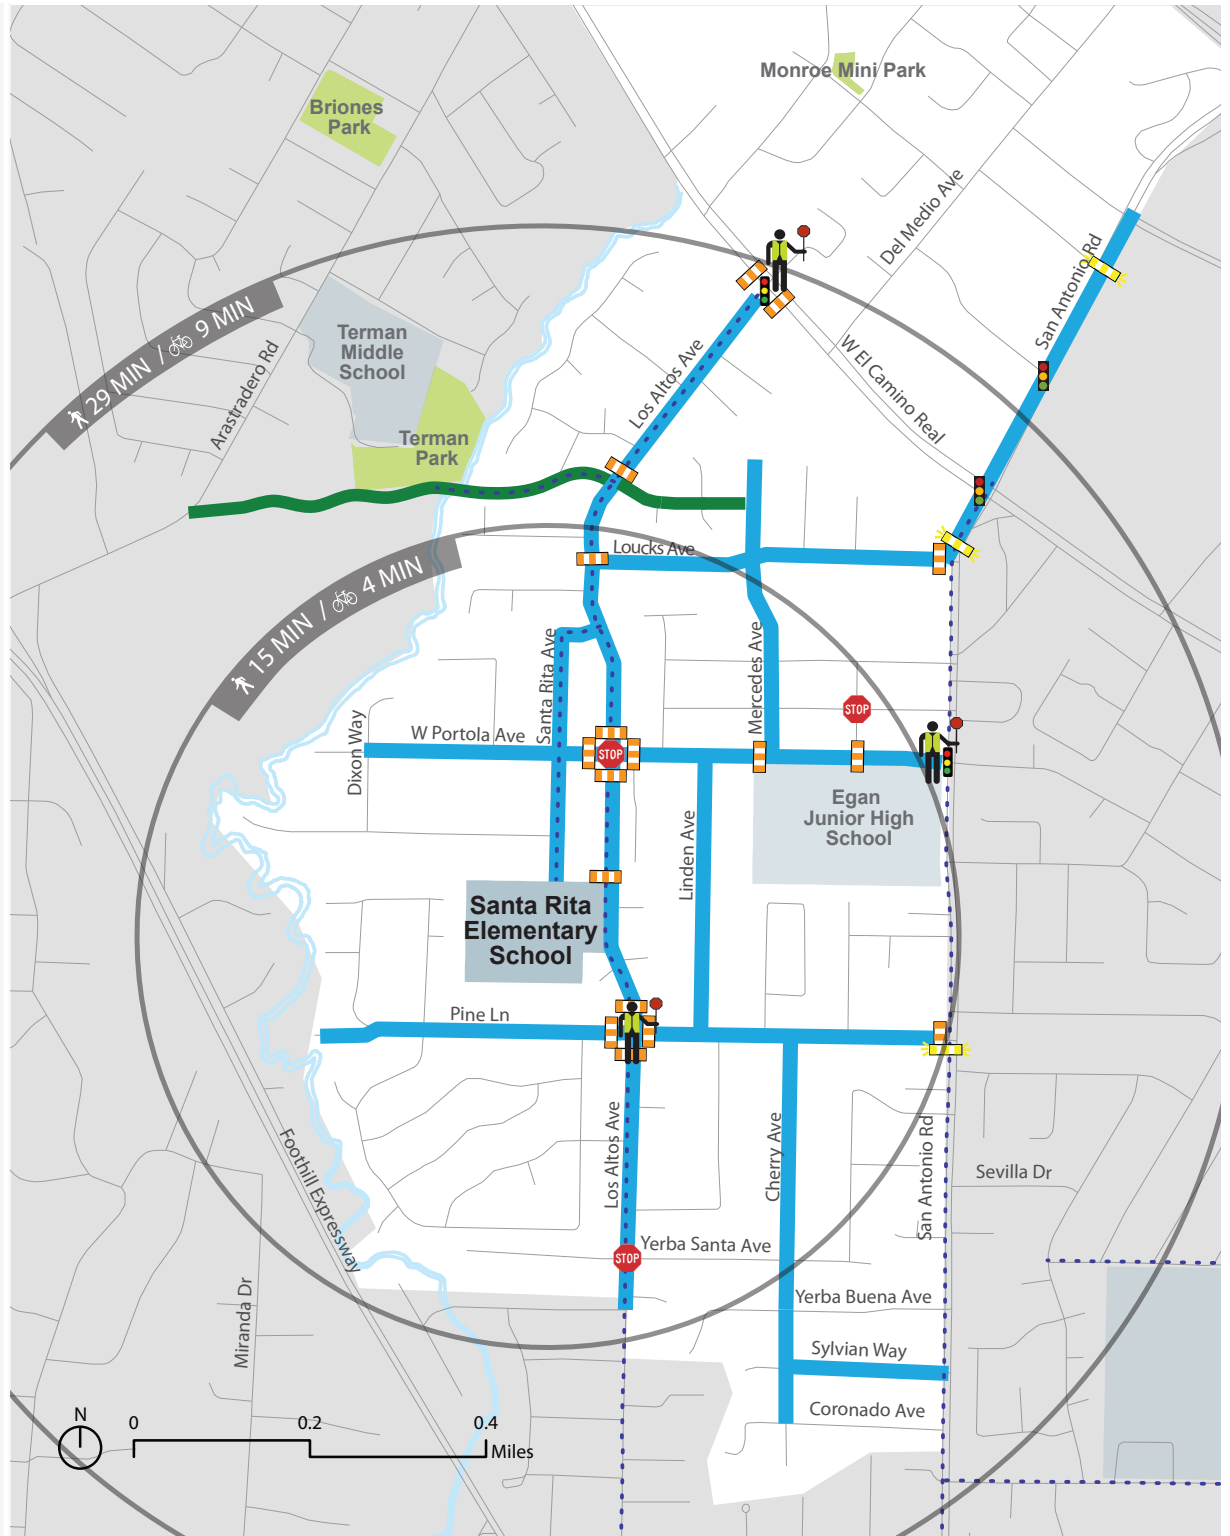 Monroe Mini Park
Briones
Park
Del Medio Ave
San Antonio Rd
29 MIN / 9 MIN
Terman
Middle
School
Arastradero Rd
Los Altos Ave
W El Camino Real
Terman
Park
Loucks Ave
15 MIN / 4 MIN
Santa Rita Ave
Mercedes Ave
STOP
Dixon Way
W Portola Ave
STOP
Egan
Junior High
School
Linden Ave
Santa Rita
Elementary
School
Pine Ln
Foothill Expressway
Los Altos Ave
Cherry Ave
San Antonio Rd
Sevilla Dr
STOP
Yerba Santa Ave
Miranda Dr
Yerba Buena Ave
Sylvian Way
Coronado Ave
N
0 0.2 0.4
Miles